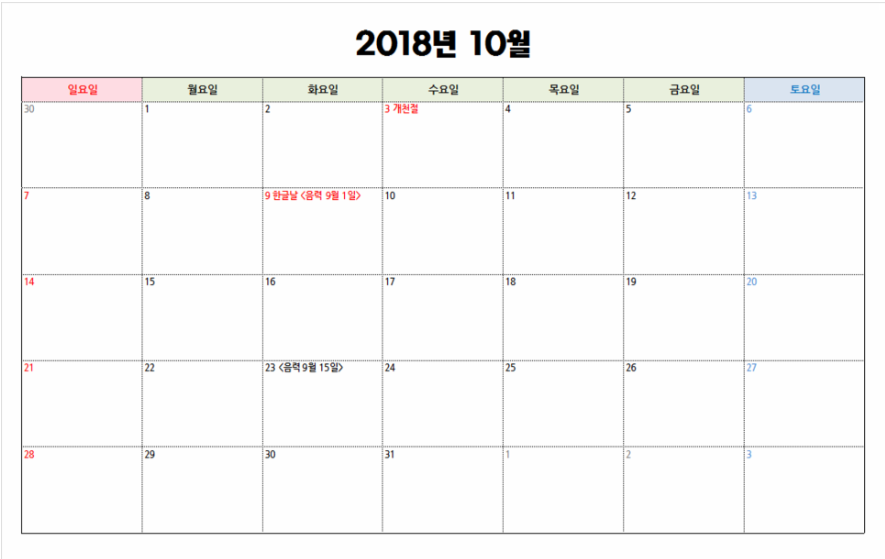 2018년 10월
일요일 월요일 화요일 수요일 목요일 금요일 토요일
30 1 2 3 개천절 4 5 6
7 8 9 한글날 <음력 9월 1일> 10 11 12 13
14 15 16 17 18 19 20
21 22 23 <음력 9월 15일> 24 25 26 27
28 29 30 31 1 2 3